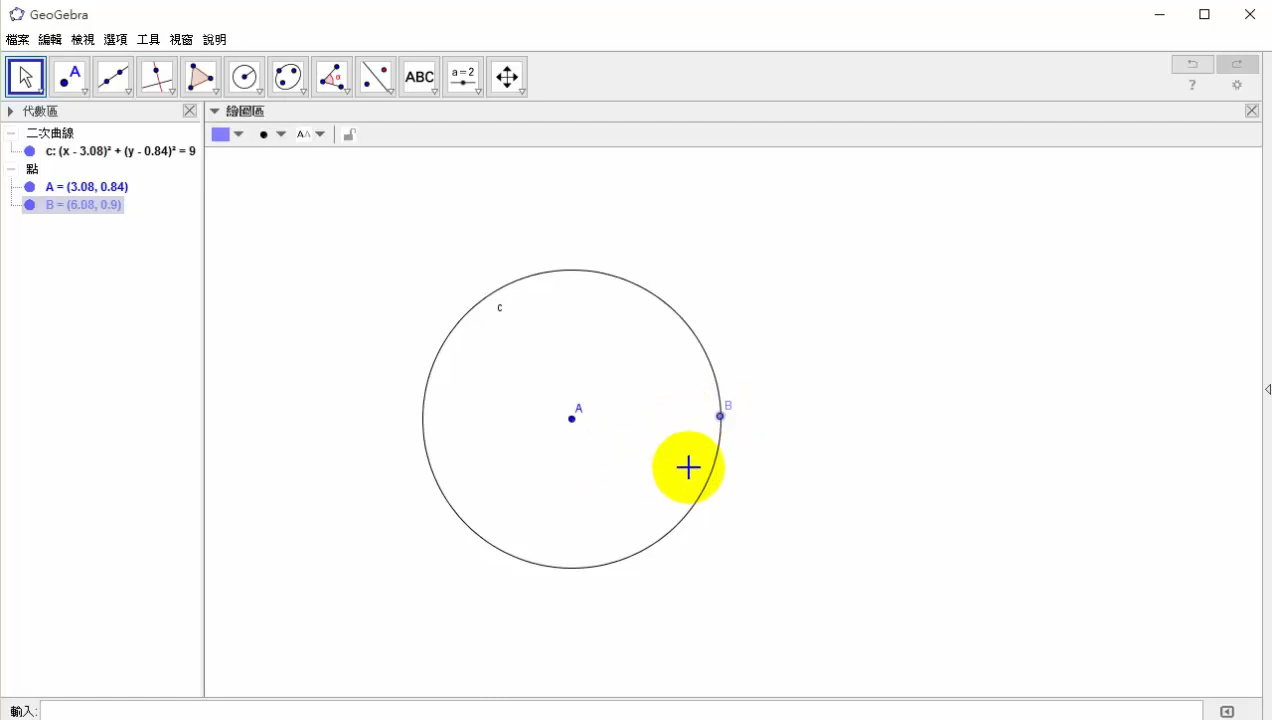 GeoGebra
檔案 編輯 檢視 選項 工具 視窗 說明
A α ABC a=2
?
代數區
繪圖區
二次曲線
AA
c: (x - 3.08)² + (y - 0.84)² = 9
點
A = (3.08, 0.84)
B = (6.08, 0.9)
c
A
B
輸入: